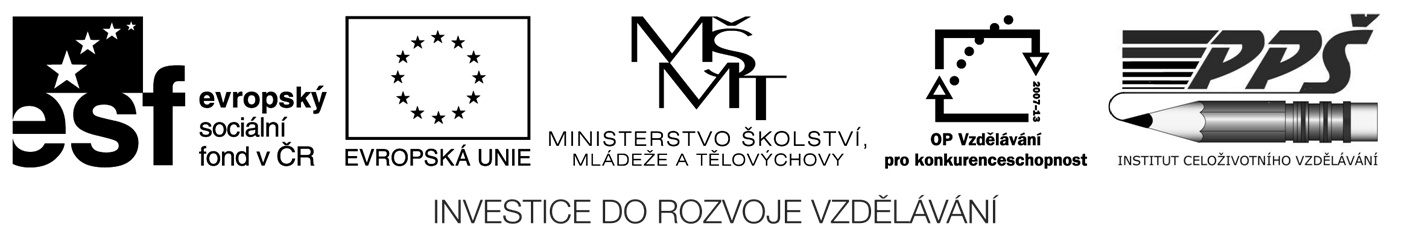 esf
evropský
sociální
fond v ČR
EVROPSKÁ UNIE
MŠMT
MINISTERSTVO ŠKOLSTVÍ,
MLÁDEŽE A TĚLOVÝCHOVY
2007-13
OP Vzdělávání
pro konkurenceschopnost
PPŠ
INSTITUT CELOŽIVOTNÍHO VZDĚLÁVÁNÍ
INVESTICE DO ROZVOJE VZDĚLÁVÁNÍ